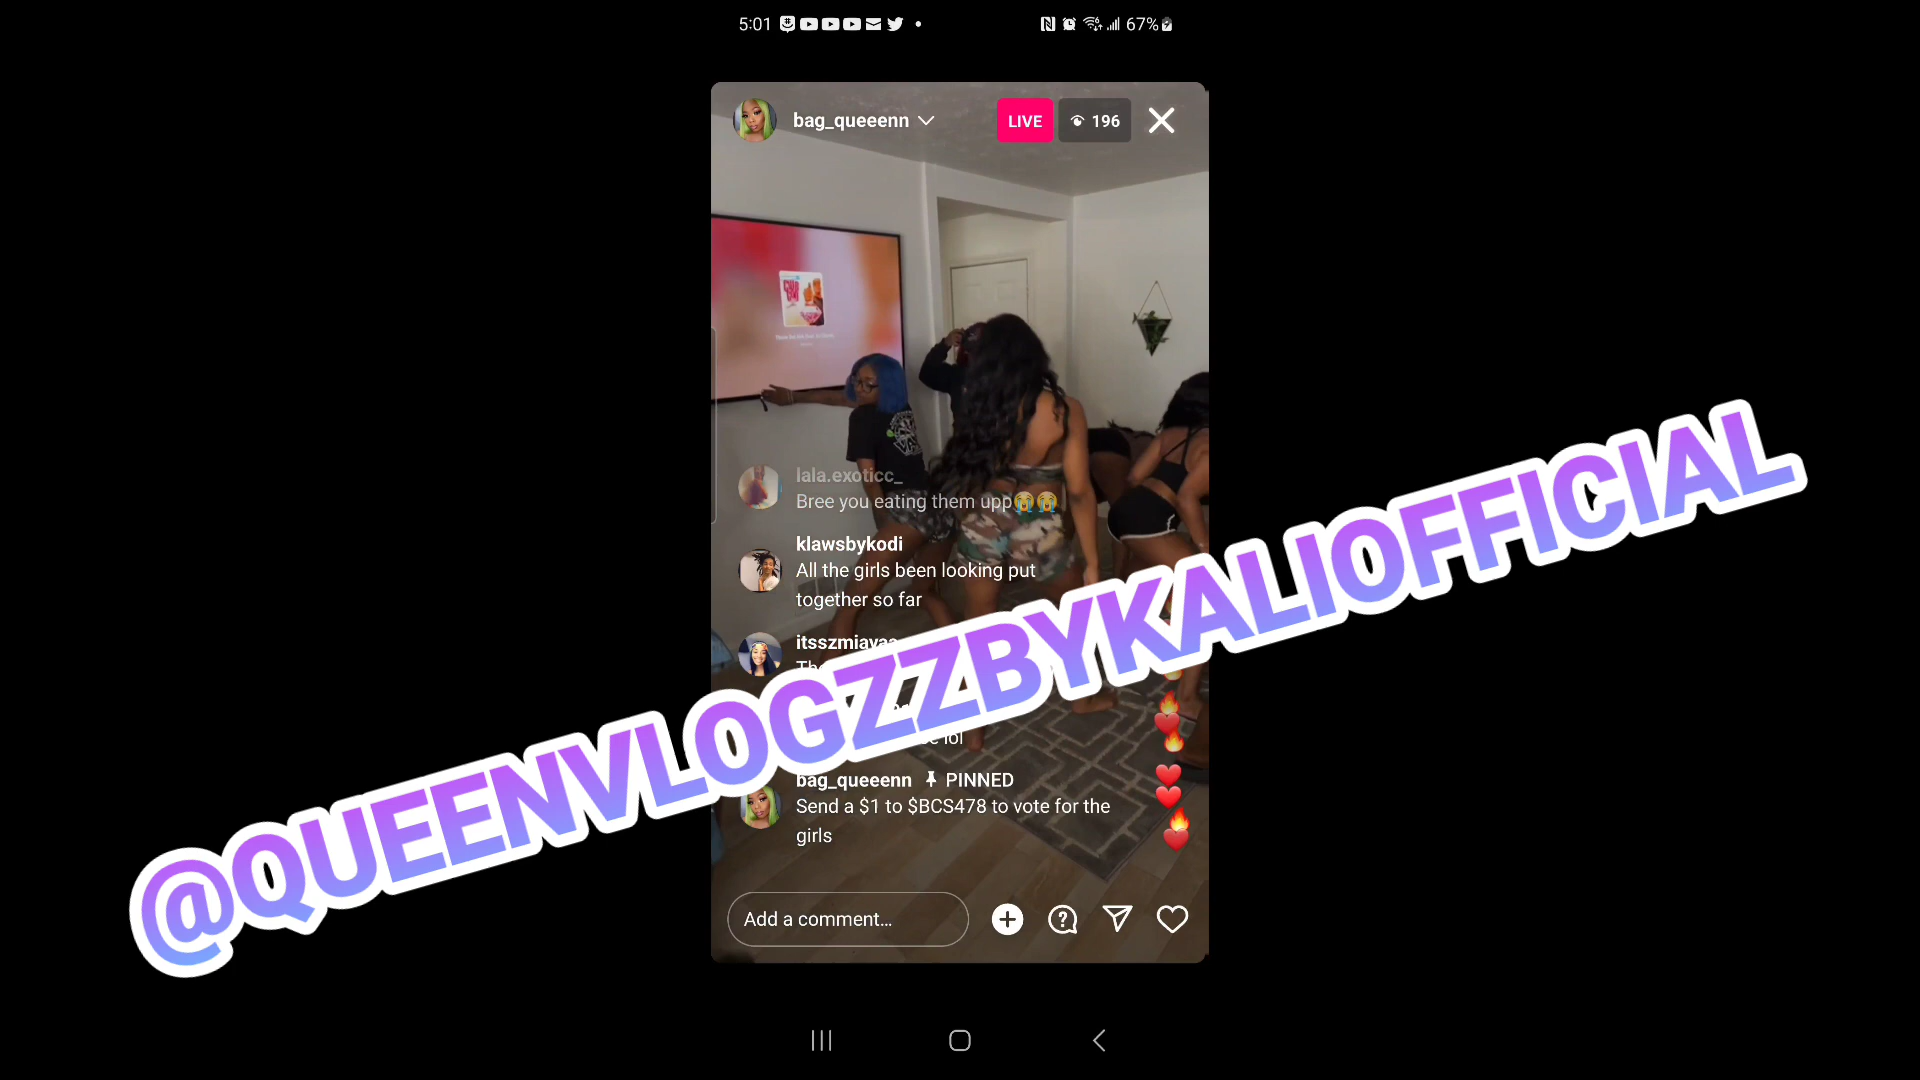 5:01
67%
bag_queeenn
LIVE
196
lala.exoticc_
Bree you eating them upp😭😭
klawsbykodi
All the girls been looking put
together so far
itsszmiayaa
lol
bag_queeenn PINNED
Send a $1 to $BCS478 to vote for the
girls
@QUEENVLOGZZBYKALIOFFICIAL
Add a comment...